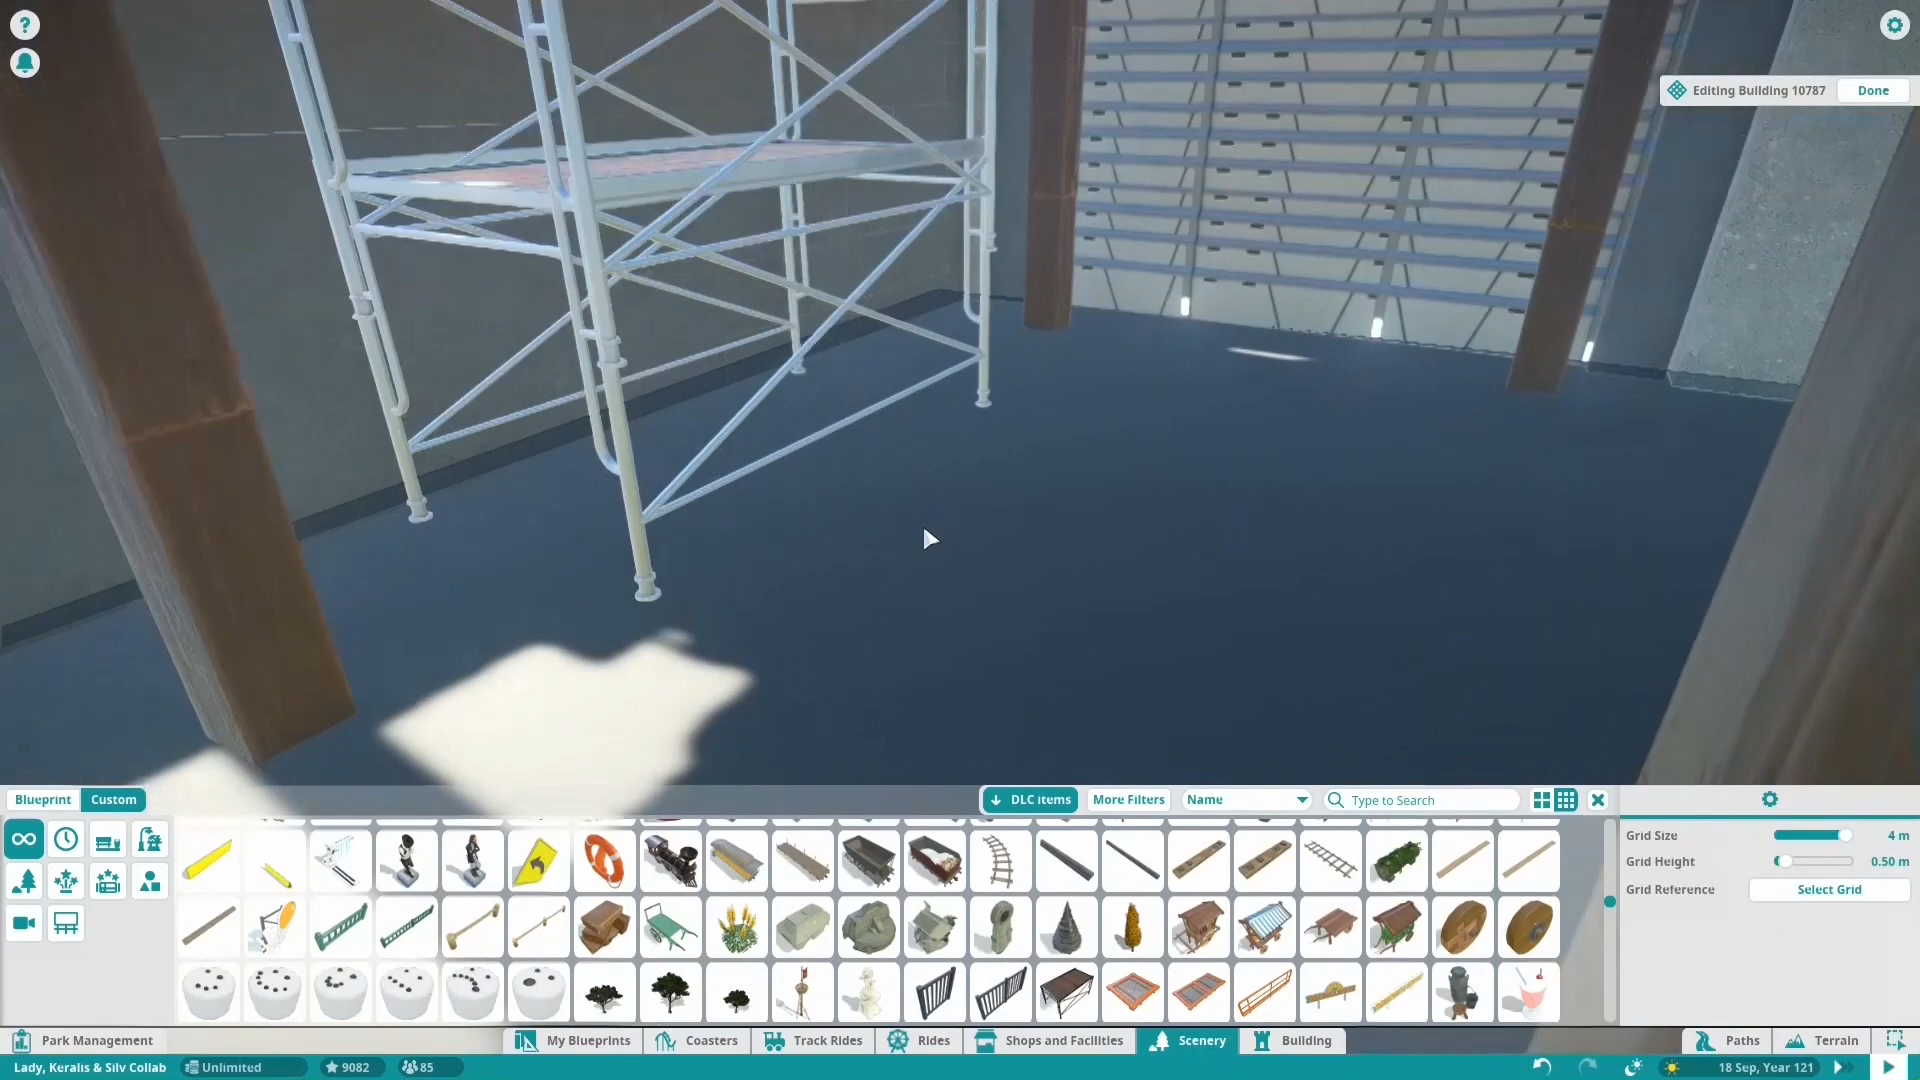 ?
Editing Building 10787 Done
Blueprint Custom
DLC items More Filters Name Type to Search
Grid Size 4 m
Grid Height 0.50 m
Grid Reference Select Grid
Park Management My Blueprints Coasters Track Rides Rides Shops and Facilities Scenery Building Paths Terrain
Lady, Keralis & Silv Collab Unlimited 9082 85 18 Sep, Year 121